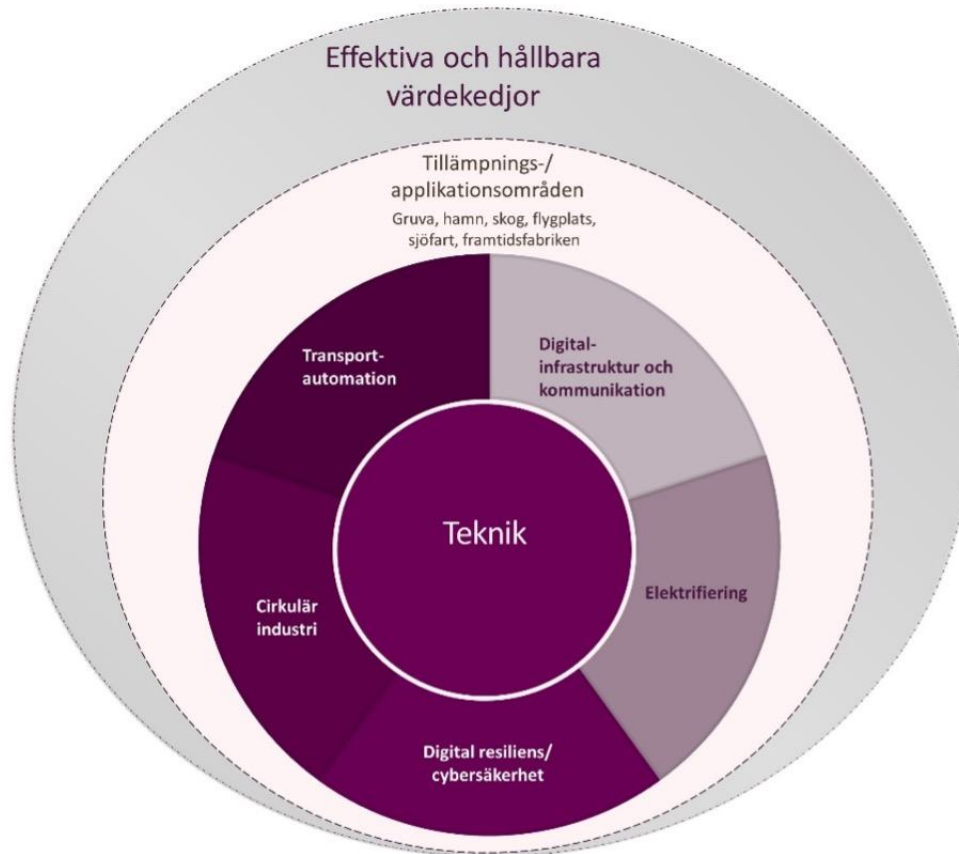 Effektiva och hållbara
värdekedjor
Tillämpnings-/
applikationsområden
Gruva, hamn, skog, flygplats,
sjöfart, framtidsfabriken
Transport-
automation
Digital-
infrastruktur och
kommunikation
Teknik
Elektrifiering
Cirkulär
industri
Digital resiliens/
cybersäkerhet